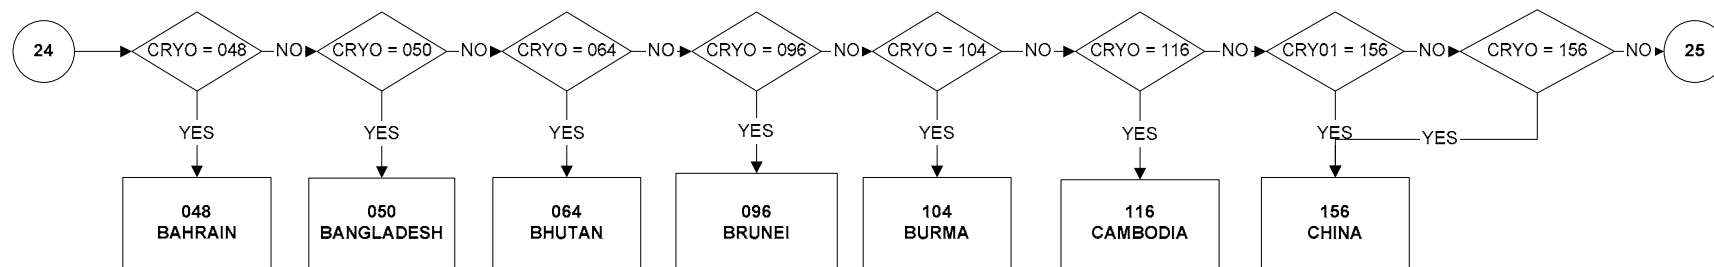 24
CRYO = 048
NO
CRYO = 050
NO
CRYO = 064
NO
CRYO = 096
NO
CRYO = 104
NO
CRYO = 116
NO
CRY01 = 156
NO
CRYO = 156
NO
25
YES
YES
YES
YES
YES
YES
YES
YES
048
BAHRAIN
050
BANGLADESH
064
BHUTAN
096
BRUNEI
104
BURMA
116
CAMBODIA
156
CHINA